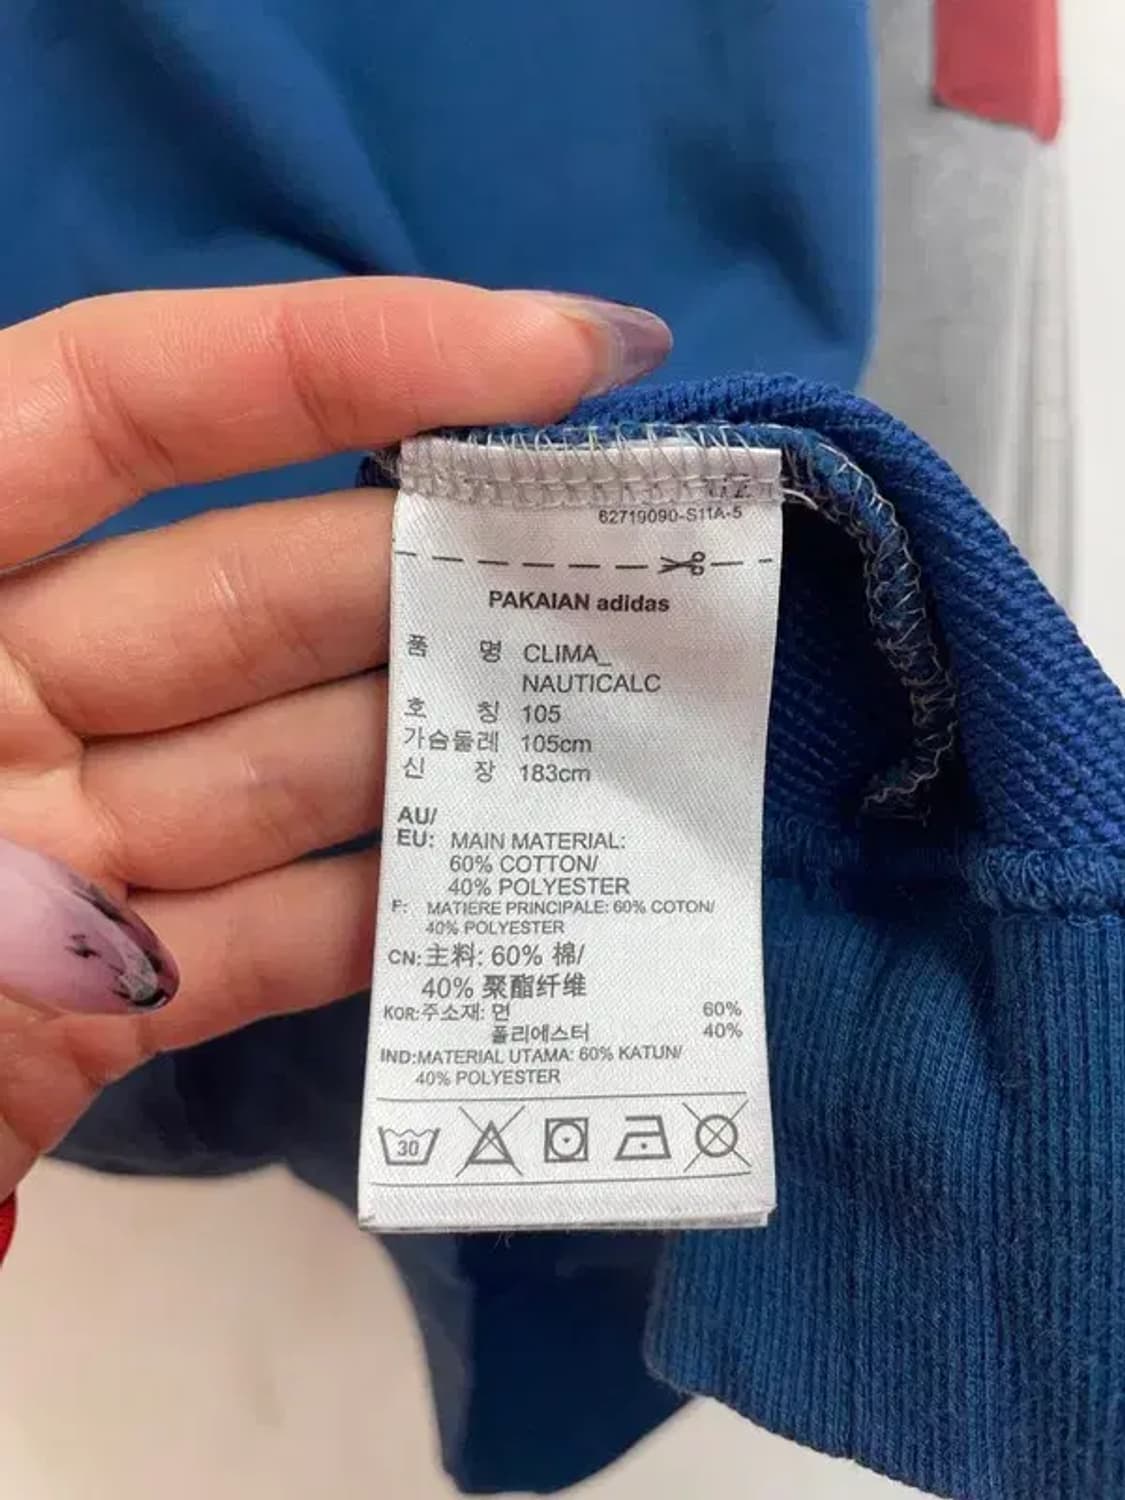 62719090-S11A-5
PAKAIAN adidas
품 명 CLIMA_
NAUTICALC
호 칭 105
가슴둘레 105cm
신 장 183cm
AU/
EU: MAIN MATERIAL:
60% COTTON/
40% POLYESTER
F: MATIERE PRINCIPALE: 60% COTON/
40% POLYESTER
CN: 主料: 60% 棉/
40% 聚酯纤维
KOR:주소재: 면 60%
폴리에스터 40%
IND:MATERIAL UTAMA: 60% KATUN/
40% POLYESTER
30